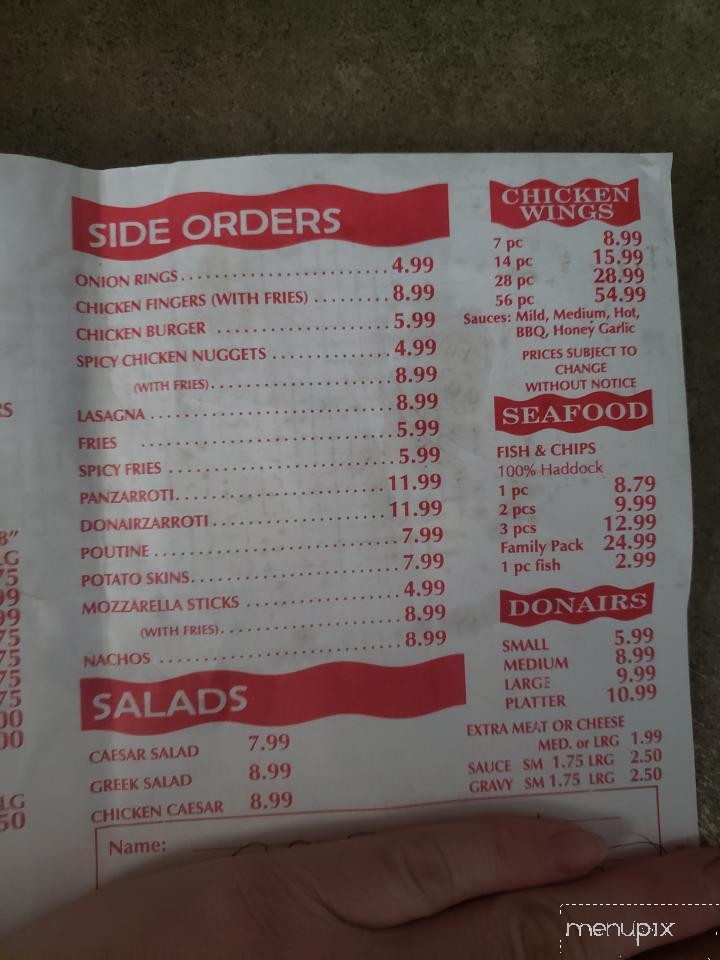 SIDE ORDERS
ONION RINGS 4.99
CHICKEN FINGERS (WITH FRIES) 8.99
CHICKEN BURGER 5.99
SPICY CHICKEN NUGGETS 4.99
(WITH FRIES) 8.99
LASAGNA 8.99
FRIES 5.99
SPICY FRIES 5.99
PANZARROTI 11.99
DONAIRZARROTI 11.99
POUTINE 7.99
POTATO SKINS 7.99
MOZZARELLA STICKS 4.99
(WITH FRIES) 8.99
NACHOS 8.99
SALADS
CAESAR SALAD 7.99
GREEK SALAD 8.99
CHICKEN CAESAR 8.99
CHICKEN
WINGS
7 pc 8.99
14 pc 15.99
28 pc 28.99
56 pc 54.99
Sauces: Mild, Medium, Hot,
BBQ, Honey Garlic
PRICES SUBJECT TO
CHANGE
WITHOUT NOTICE
SEAFOOD
FISH & CHIPS
100% Haddock
1 pc 8.79
2 pcs 9.99
3 pcs 12.99
Family Pack 24.99
1 pc fish 2.99
DONAIRS
SMALL 5.99
MEDIUM 8.99
LARGE 9.99
PLATTER 10.99
EXTRA MEAT OR CHEESE
MED. or LRG 1.99
SAUCE SM 1.75 LRG 2.50
GRAVY SM 1.75 LRG 2.50
Name:
menupix